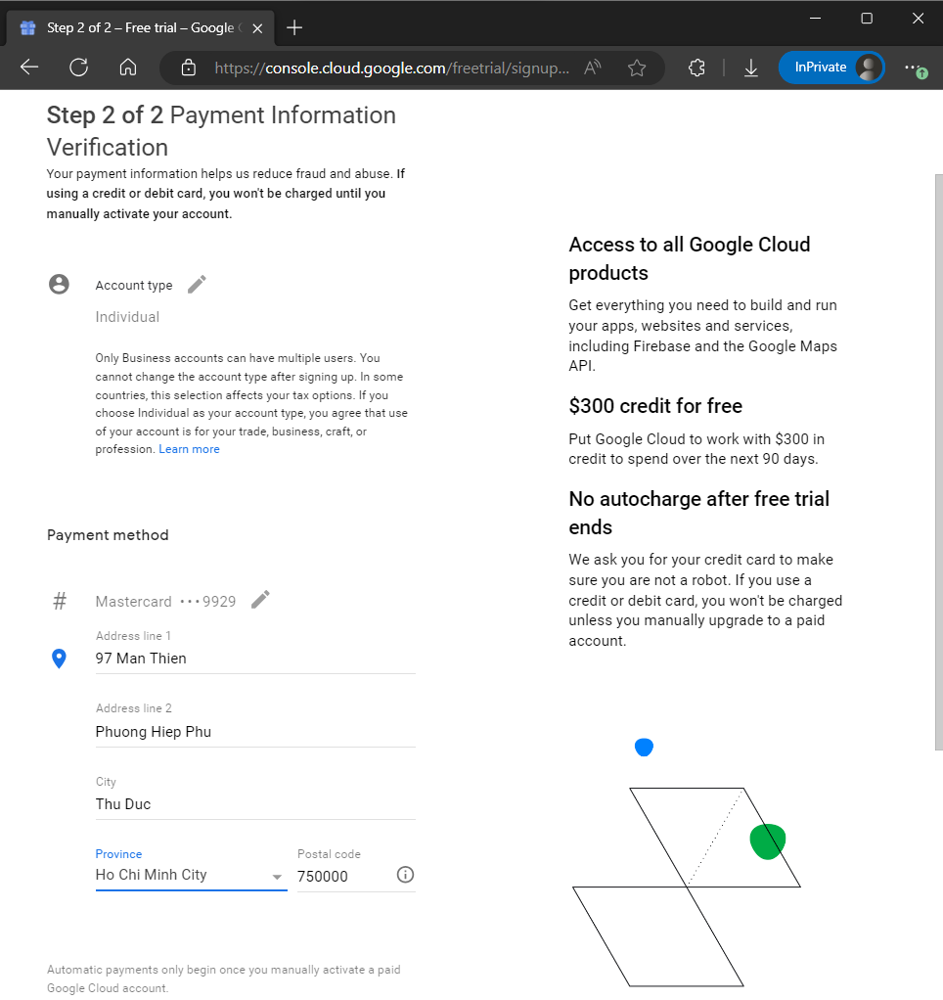 Step 2 of 2 – Free trial – Google
https://console.cloud.google.com/freetrial/signup...
InPrivate
Step 2 of 2 Payment Information
Verification
Your payment information helps us reduce fraud and abuse. If
using a credit or debit card, you won't be charged until you
manually activate your account.
Account type
Individual
Only Business accounts can have multiple users. You
cannot change the account type after signing up. In some
countries, this selection affects your tax options. If you
choose Individual as your account type, you agree that use
of your account is for your trade, business, craft, or
profession. Learn more
Payment method
# Mastercard ••• 9929
Address line 1
97 Man Thien
Address line 2
Phuong Hiep Phu
City
Thu Duc
Province
Ho Chi Minh City
Postal code
750000
Automatic payments only begin once you manually activate a paid
Google Cloud account.
Access to all Google Cloud
products
Get everything you need to build and run
your apps, websites and services,
including Firebase and the Google Maps
API.
$300 credit for free
Put Google Cloud to work with $300 in
credit to spend over the next 90 days.
No autocharge after free trial
ends
We ask you for your credit card to make
sure you are not a robot. If you use a
credit or debit card, you won't be charged
unless you manually upgrade to a paid
account.